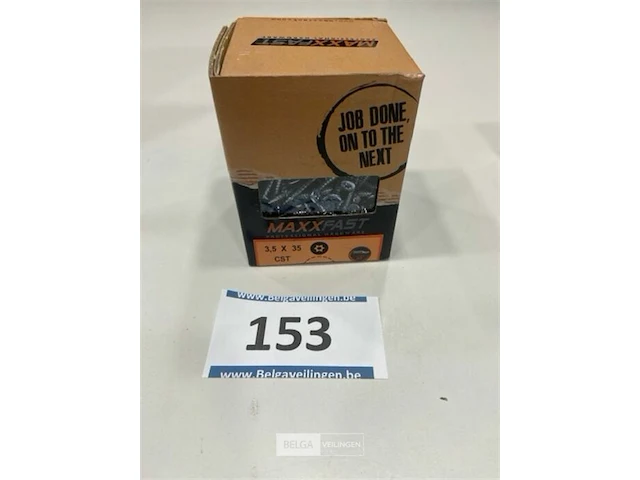 MAXXFAST
JOB DONE,
ON TO THE
NEXT
MAXXFAST
3,5 X 35
CST
www.Belgaveilingen.be
153
www.Belgaveilingen.be
BELGA VEILINGEN